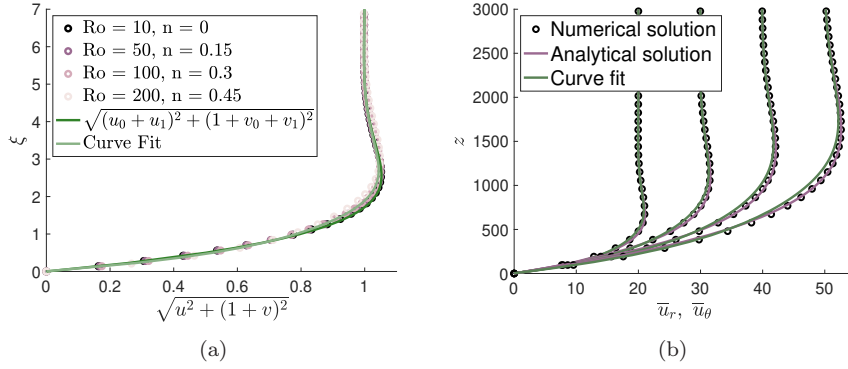 7
6
5
4
3
2
1
0
ξ
Ro = 10, n = 0
Ro = 50, n = 0.15
Ro = 100, n = 0.3
Ro = 200, n = 0.45
√((u₀ + u₁)² + (1 + v₀ + v₁)²)
Curve Fit
0 0.2 0.4 0.6 0.8 1
√(u² + (1 + v)²)
(a)
3000
2500
2000
1500
1000
500
0
z
Numerical solution
Analytical solution
Curve fit
0 10 20 30 40 50
u̅ᵣ, u̅_θ
(b)